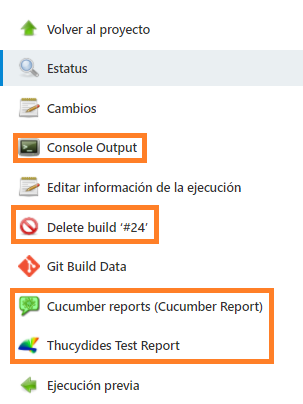 Volver al proyecto
Estatus
Cambios
Console Output
Editar información de la ejecución
Delete build ‘#24’
Git Build Data
Cucumber reports (Cucumber Report)
Thucydides Test Report
Ejecución previa